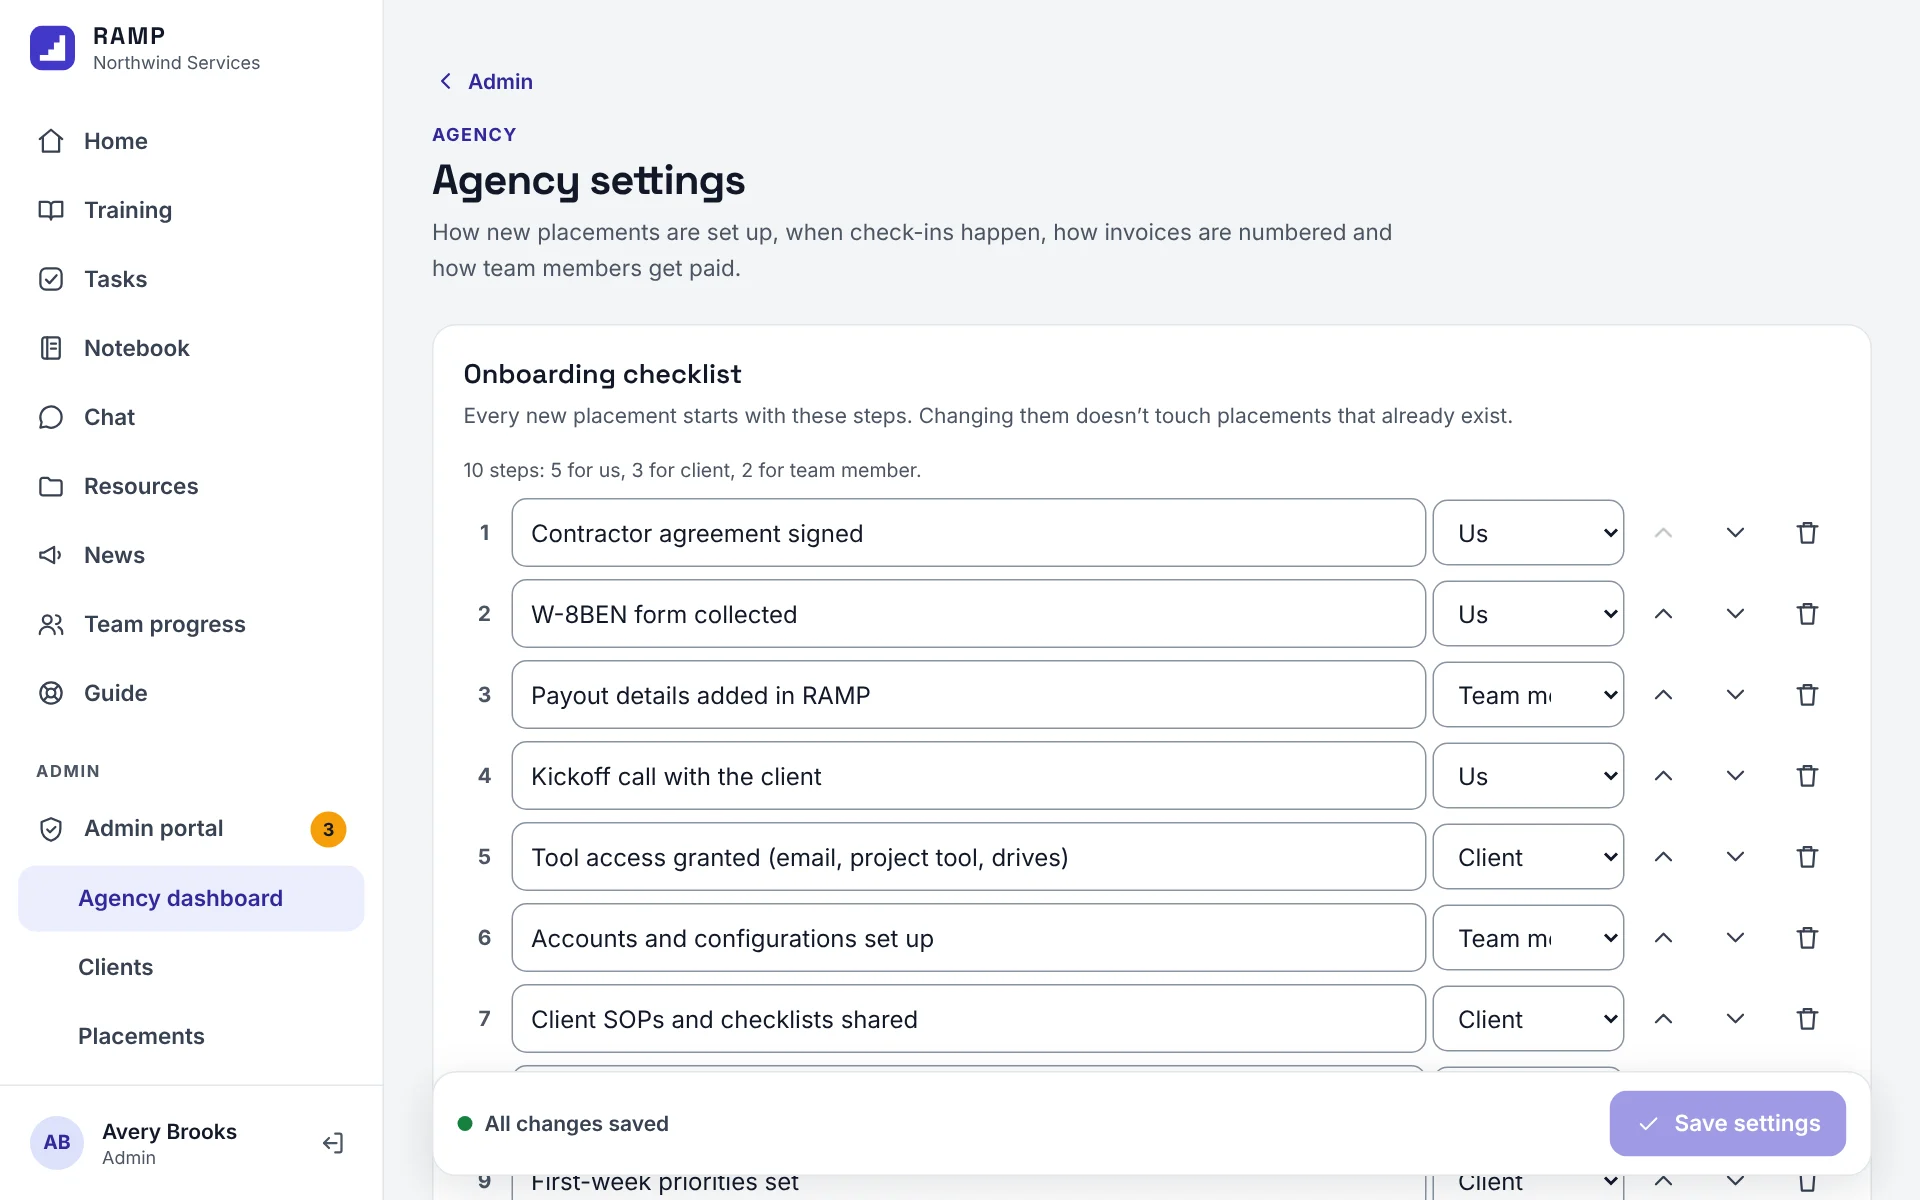 RAMP
Northwind Services
Home
Training
Tasks
Notebook
Chat
Resources
News
Team progress
Guide
ADMIN
Admin portal
3
Agency dashboard
Clients
Placements
AB
Avery Brooks
Admin
Admin
AGENCY
Agency settings
How new placements are set up, when check-ins happen, how invoices are numbered and
how team members get paid.
Onboarding checklist
Every new placement starts with these steps. Changing them doesn’t touch placements that already exist.
10 steps: 5 for us, 3 for client, 2 for team member.
1 Contractor agreement signed Us
2 W-8BEN form collected Us
3 Payout details added in RAMP Team me
4 Kickoff call with the client Us
5 Tool access granted (email, project tool, drives) Client
6 Accounts and configurations set up Team me
7 Client SOPs and checklists shared Client
All changes saved
Save settings
9 First-week priorities set Client